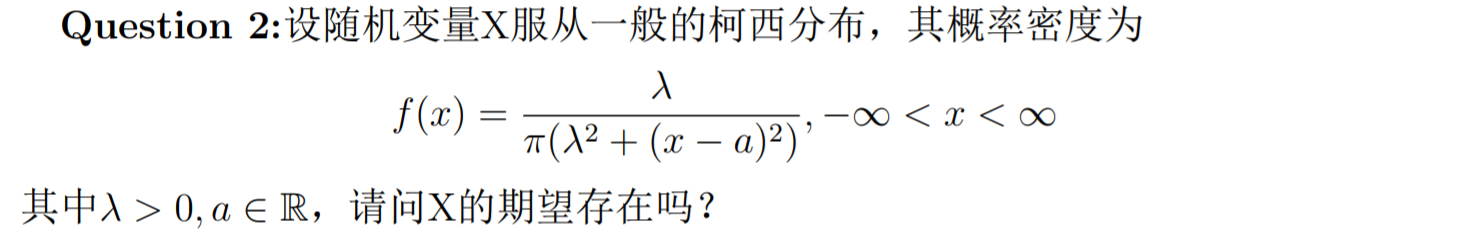 Question 2:设随机变量X服从一般的柯西分布，其概率密度为
f(x) = λ / (π(λ² + (x − a)²)), −∞ < x < ∞
其中λ > 0, a ∈ ℝ，请问X的期望存在吗？